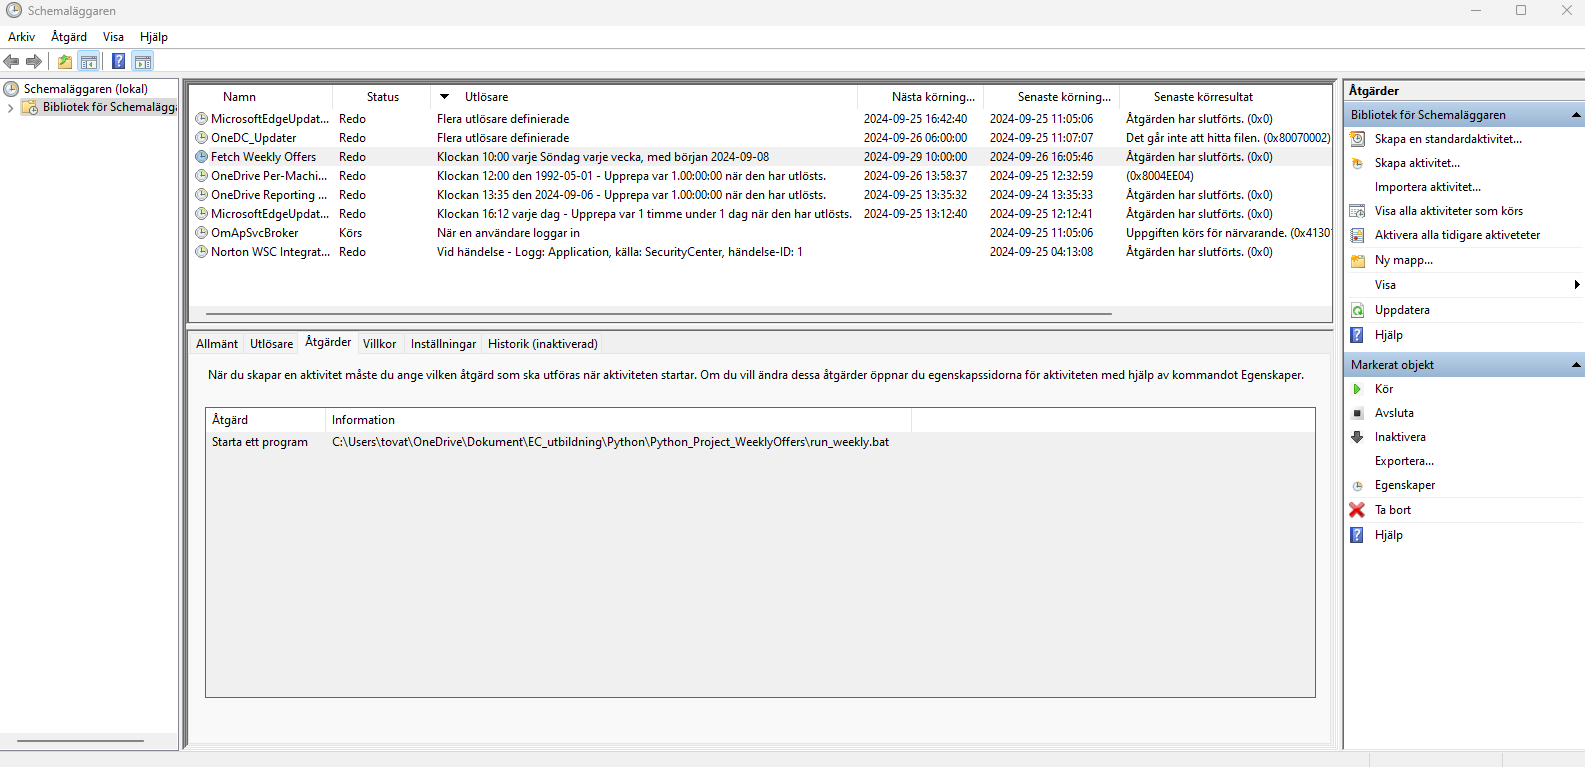 Schemaläggaren
Arkiv Åtgärd Visa Hjälp
Schemaläggaren (lokal)
Bibliotek för Schemalägga
Namn Status Utlösare Nästa körning... Senaste körning... Senaste körresultat
MicrosoftEdgeUpdat... Redo Flera utlösare definierade 2024-09-25 16:42:40 2024-09-25 11:05:06 Åtgärden har slutförts. (0x0)
OneDC_Updater Redo Flera utlösare definierade 2024-09-26 06:00:00 2024-09-25 11:07:07 Det går inte att hitta filen. (0x80070002)
Fetch Weekly Offers Redo Klockan 10:00 varje Söndag varje vecka, med början 2024-09-08 2024-09-29 10:00:00 2024-09-26 16:05:46 Åtgärden har slutförts. (0x0)
OneDrive Per-Machi... Redo Klockan 12:00 den 1992-05-01 - Upprepa var 1.00:00:00 när den har utlösts. 2024-09-26 13:58:37 2024-09-25 12:32:59 (0x8004EE04)
OneDrive Reporting ... Redo Klockan 13:35 den 2024-09-06 - Upprepa var 1.00:00:00 när den har utlösts. 2024-09-25 13:35:32 2024-09-24 13:35:33 Åtgärden har slutförts. (0x0)
MicrosoftEdgeUpdat... Redo Klockan 16:12 varje dag - Upprepa var 1 timme under 1 dag när den har utlösts. 2024-09-25 13:12:40 2024-09-25 12:12:41 Åtgärden har slutförts. (0x0)
OmApSvcBroker Körs När en användare loggar in 2024-09-25 11:05:06 Uppgiften körs för närvarande. (0x41301
Norton WSC Integrat... Redo Vid händelse - Logg: Application, källa: SecurityCenter, händelse-ID: 1 2024-09-25 04:13:08 Åtgärden har slutförts. (0x0)
Allmänt Utlösare Åtgärder Villkor Inställningar Historik (inaktiverad)
När du skapar en aktivitet måste du ange vilken åtgärd som ska utföras när aktiviteten startar. Om du vill ändra dessa åtgärder öppnar du egenskapssidorna för aktiviteten med hjälp av kommandot Egenskaper.
Åtgärd Information
Starta ett program C:\Users\tovat\OneDrive\Dokument\EC_utbildning\Python\Python_Project_WeeklyOffers\run_weekly.bat
Åtgärder
Bibliotek för Schemaläggaren
Skapa en standardaktivitet...
Skapa aktivitet...
Importera aktivitet...
Visa alla aktiviteter som körs
Aktivera alla tidigare aktiveteter
Ny mapp...
Visa
Uppdatera
Hjälp
Markerat objekt
Kör
Avsluta
Inaktivera
Exportera...
Egenskaper
Ta bort
Hjälp